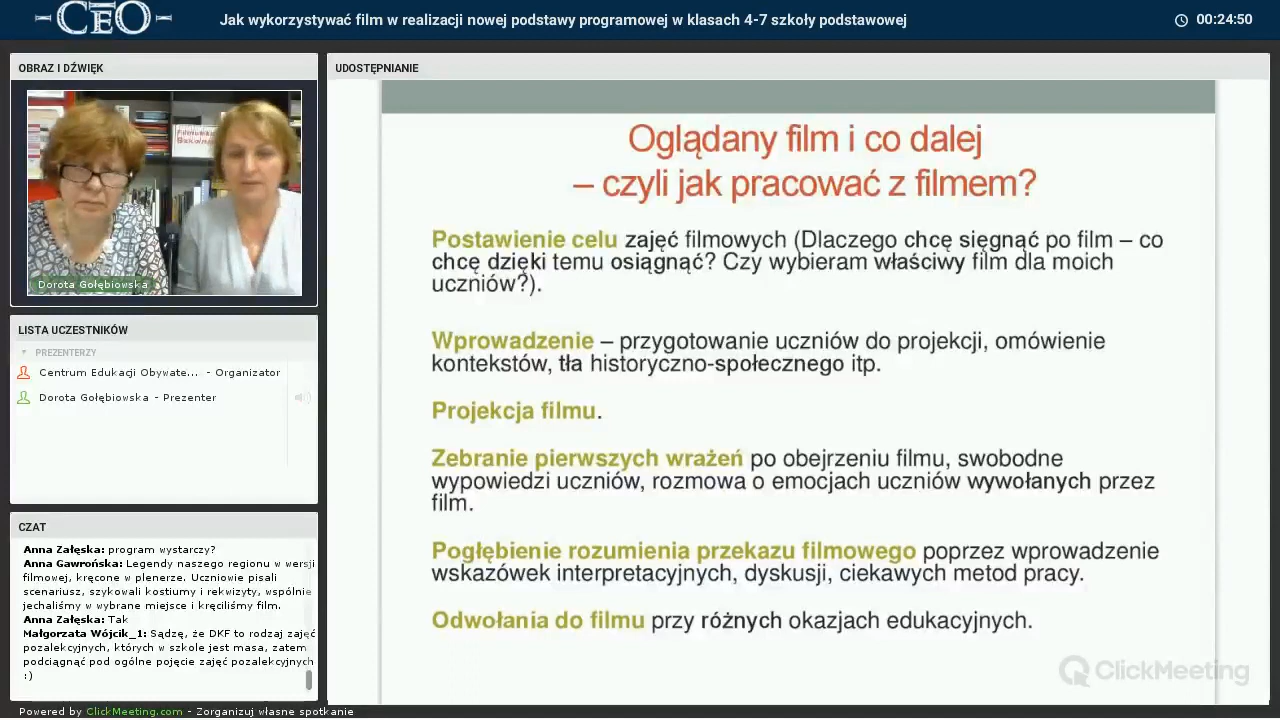 CEO
Jak wykorzystywać film w realizacji nowej podstawy programowej w klasach 4-7 szkoły podstawowej
00:24:50
OBRAZ I DŹWIĘK
Dorota Gołębiowska
LISTA UCZESTNIKÓW
PREZENTERZY
Centrum Edukacji Obywate... - Organizator
Dorota Gołębiowska - Prezenter
CZAT
Anna Załęska: program wystarczy?
Anna Gawrońska: Legendy naszego regionu w wersji
filmowej, kręcone w plenerze. Uczniowie pisali
scenariusz, szykowali kostiumy i rekwizyty, wspólnie
jechaliśmy w wybrane miejsce i kręciliśmy film.
Anna Załęska: Tak
Małgorzata Wójcik_1: Sądzę, że DKF to rodzaj zajęć
pozalekcyjnych, których w szkole jest masa, zatem
podciągnąć pod ogólne pojęcie zajęć pozalekcyjnych
:)
UDOSTĘPNIANIE
Oglądany film i co dalej
– czyli jak pracować z filmem?
Postawienie celu zajęć filmowych (Dlaczego chcę sięgnąć po film – co
chcę dzięki temu osiągnąć? Czy wybieram właściwy film dla moich
uczniów?).
Wprowadzenie – przygotowanie uczniów do projekcji, omówienie
kontekstów, tła historyczno-społecznego itp.
Projekcja filmu.
Zebranie pierwszych wrażeń po obejrzeniu filmu, swobodne
wypowiedzi uczniów, rozmowa o emocjach uczniów wywołanych przez
film.
Pogłębienie rozumienia przekazu filmowego poprzez wprowadzenie
wskazówek interpretacyjnych, dyskusji, ciekawych metod pracy.
Odwołania do filmu przy różnych okazjach edukacyjnych.
ClickMeeting
Powered by ClickMeeting.com - Zorganizuj własne spotkanie